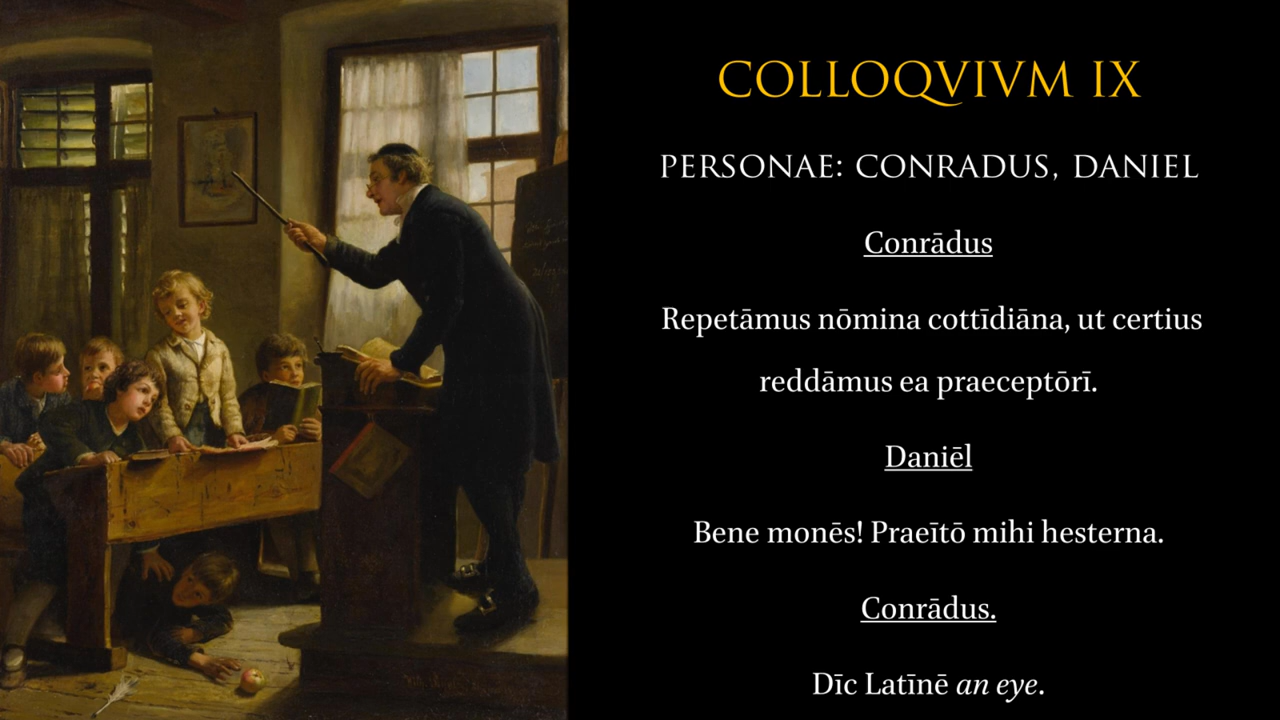 COLLOQVIVM IX
PERSONAE: CONRADUS, DANIEL
Conrādus
Repetāmus nōmina cottīdiāna, ut certius
reddāmus ea praeceptōrī.
Daniēl
Bene monēs! Praeītō mihi hesterna.
Conrādus.
Dīc Latīnē an eye.